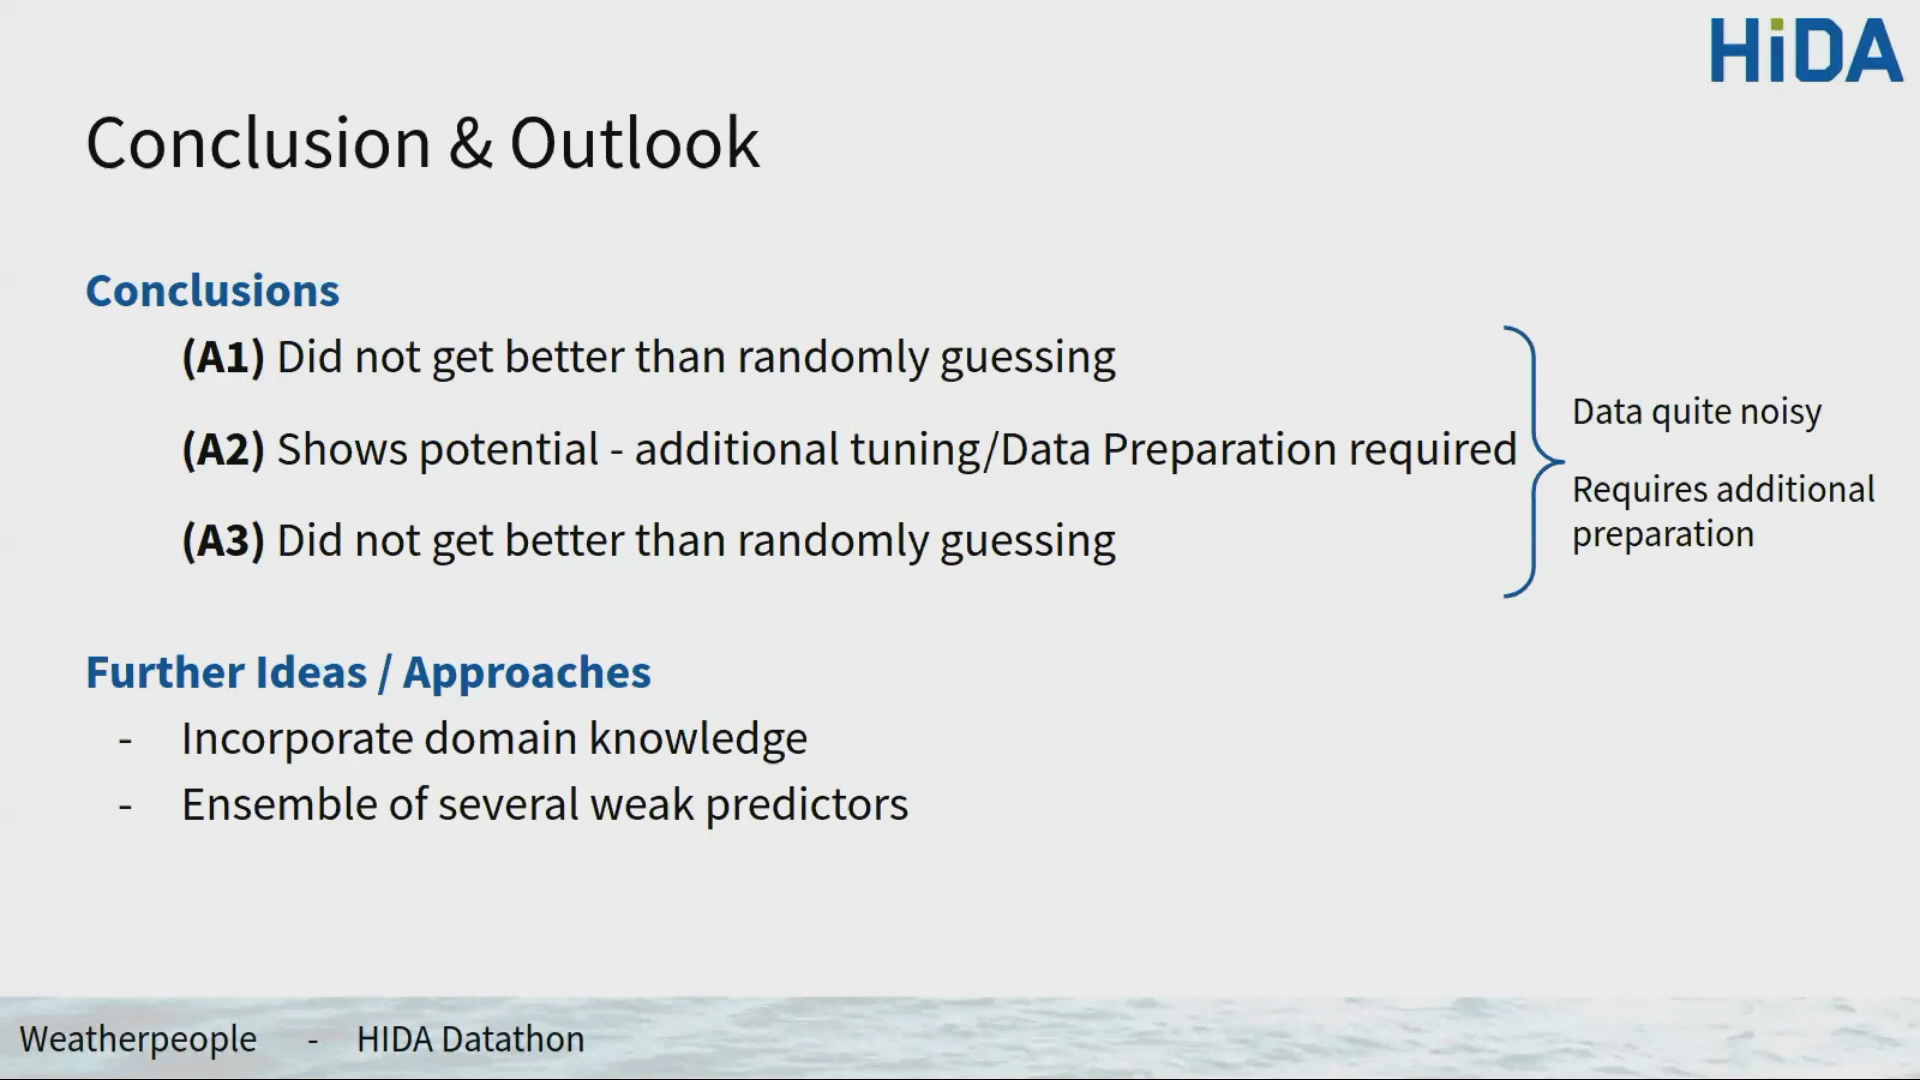 HiDA
Conclusion & Outlook
Conclusions
(A1) Did not get better than randomly guessing
(A2) Shows potential - additional tuning/Data Preparation required
(A3) Did not get better than randomly guessing
Data quite noisy
Requires additional
preparation
Further Ideas / Approaches
- Incorporate domain knowledge
- Ensemble of several weak predictors
Weatherpeople - HIDA Datathon